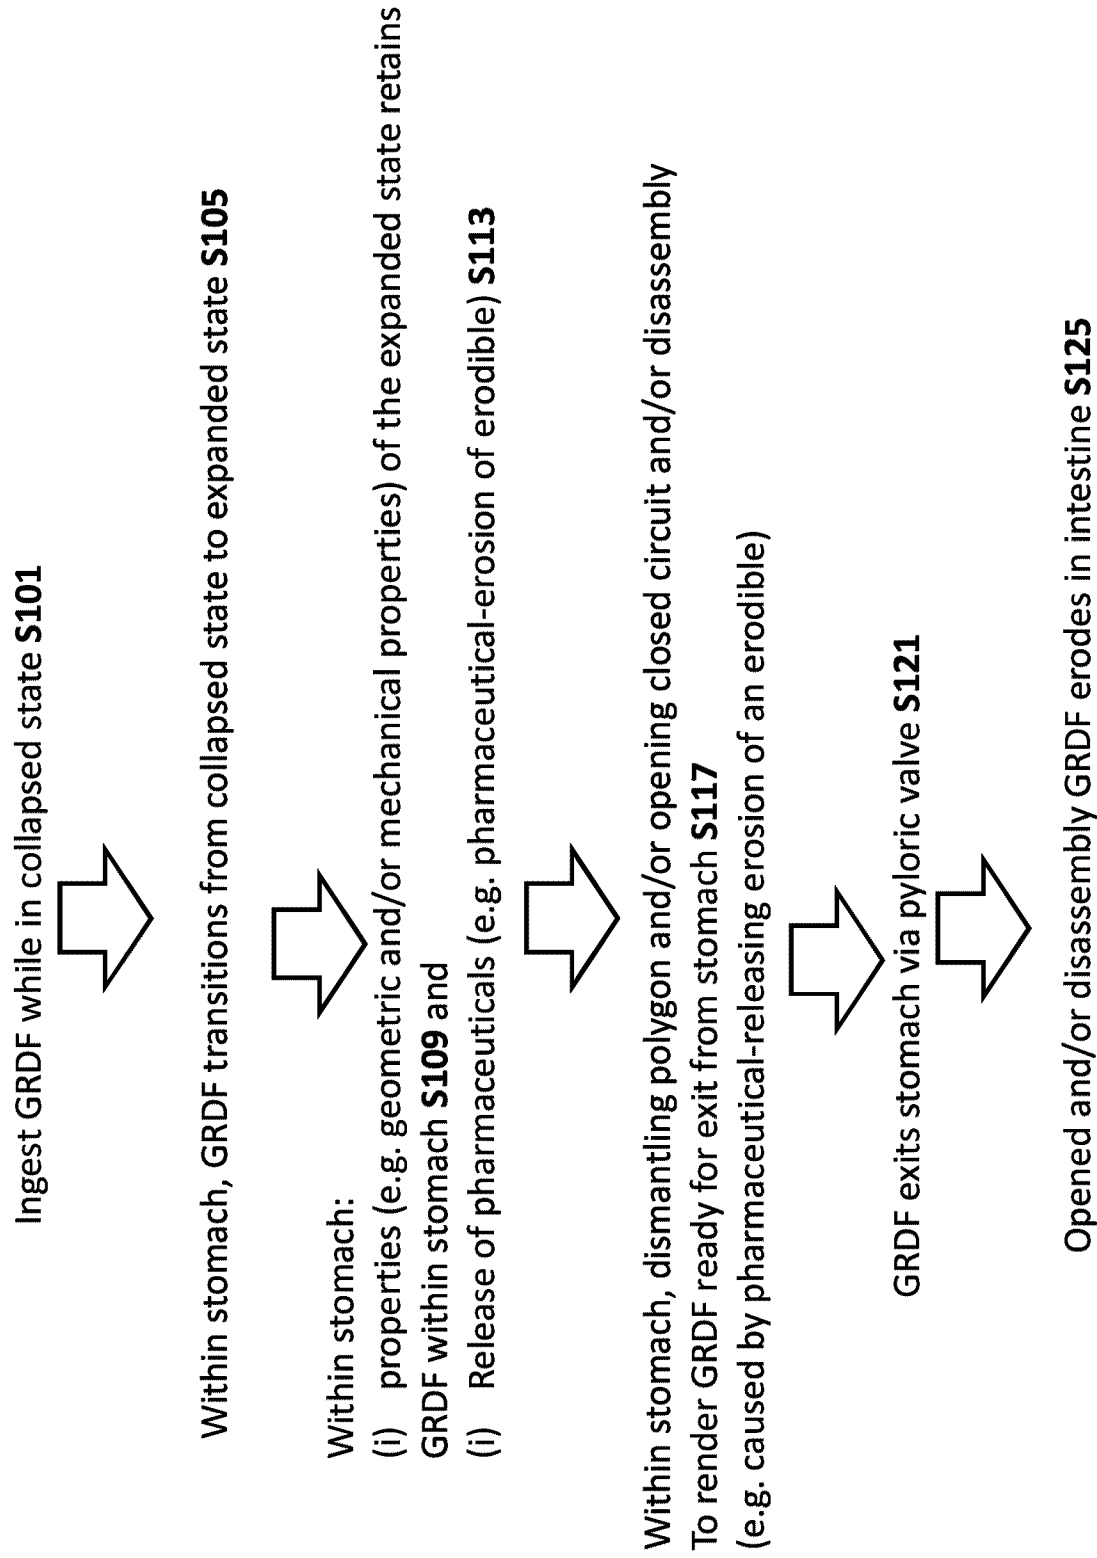 Ingest GRDF while in collapsed state S101
Within stomach, GRDF transitions from collapsed state to expanded state S105
Within stomach:
(i) properties (e.g. geometric and/or mechanical properties) of the expanded state retains
GRDF within stomach S109 and
(i) Release of pharmaceuticals (e.g. pharmaceutical-erosion of erodible) S113
Within stomach, dismantling polygon and/or opening closed circuit and/or disassembly
To render GRDF ready for exit from stomach S117
(e.g. caused by pharmaceutical-releasing erosion of an erodible)
GRDF exits stomach via pyloric valve S121
Opened and/or disassembly GRDF erodes in intestine S125